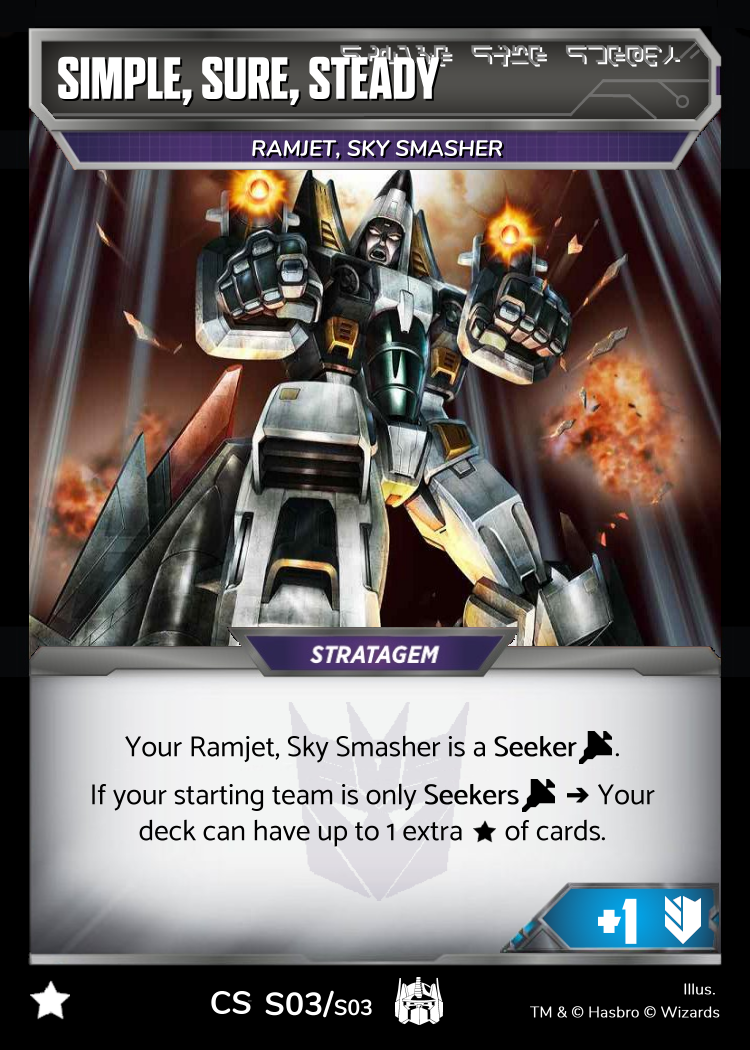 SIMPLE, SURE, STEADY
RAMJET, SKY SMASHER
STRATAGEM
Your Ramjet, Sky Smasher is a Seeker.
If your starting team is only Seekers ➔ Your
deck can have up to 1 extra ★ of cards.
+1
CS S03/S03
Illus.
TM & © Hasbro © Wizards